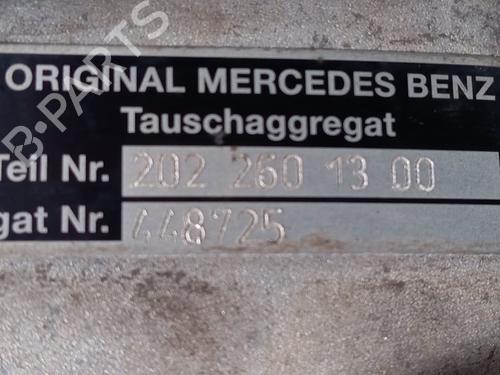 ORIGINAL MERCEDES BENZ
Tauschaggregat
Teil Nr. 202 260 13 00
gat Nr. 448725
B-PARTS